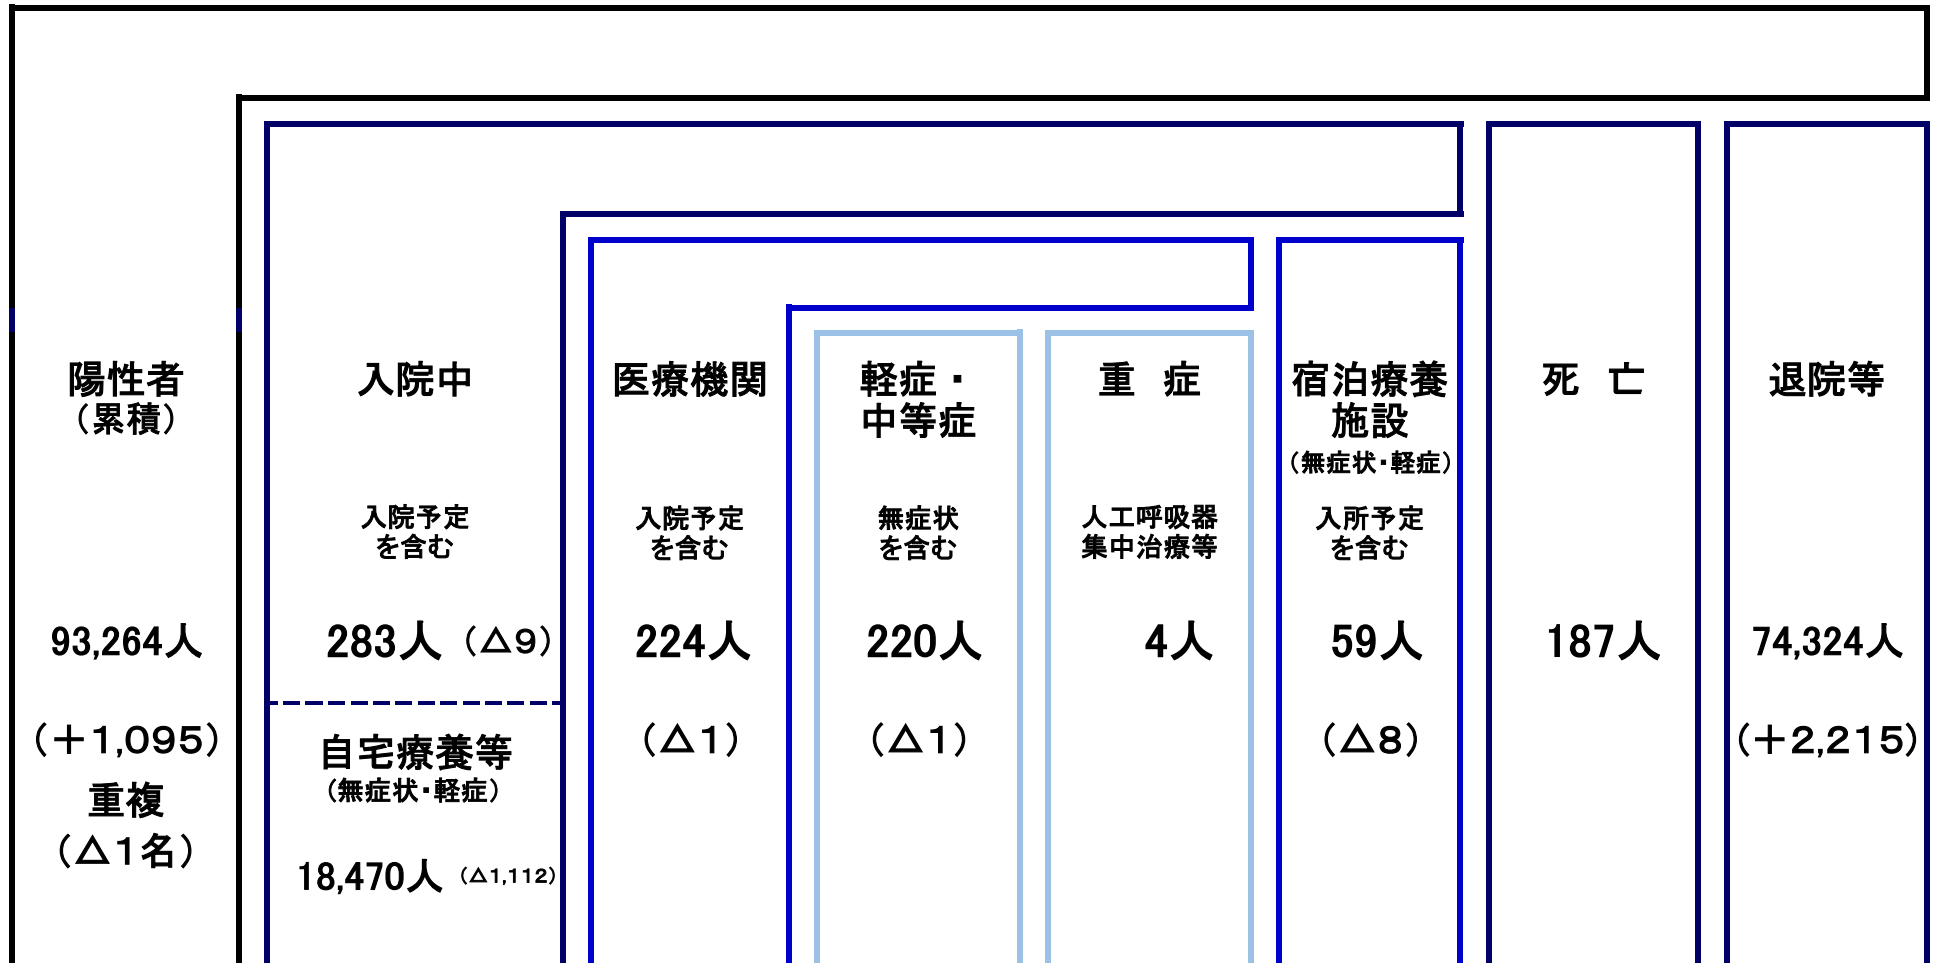 陽性者
（累積）
93,264人
（＋1,095）
重複
（△1名）
入院中
入院予定
を含む
283人（△9）
自宅療養等
（無症状・軽症）
18,470人（△1,112）
医療機関
入院予定
を含む
224人
（△1）
軽症・
中等症
無症状
を含む
220人
（△1）
重　症
人工呼吸器
集中治療等
4人
宿泊療養
施設
（無症状・軽症）
入所予定
を含む
59人
（△8）
死　亡
187人
退院等
74,324人
（＋2,215）